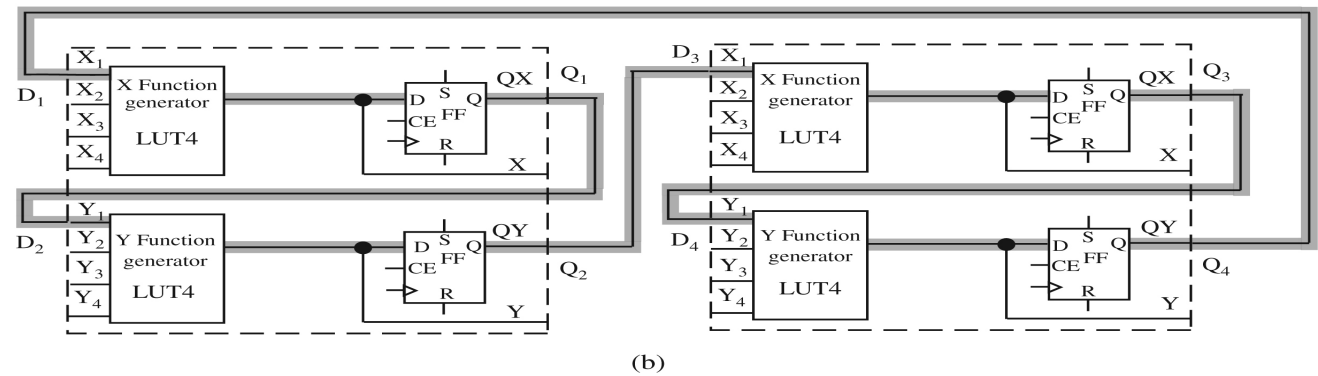 D₁ X₁ X₂ X₃ X₄ X Function generator LUT4 D S Q FF CE R QX Q₁ X
D₂ Y₁ Y₂ Y₃ Y₄ Y Function generator LUT4 D S Q FF CE R QY Q₂ Y
D₃ X₁ X₂ X₃ X₄ X Function generator LUT4 D S Q FF CE R QX Q₃ X
D₄ Y₁ Y₂ Y₃ Y₄ Y Function generator LUT4 D S Q FF CE R QY Q₄ Y
(b)